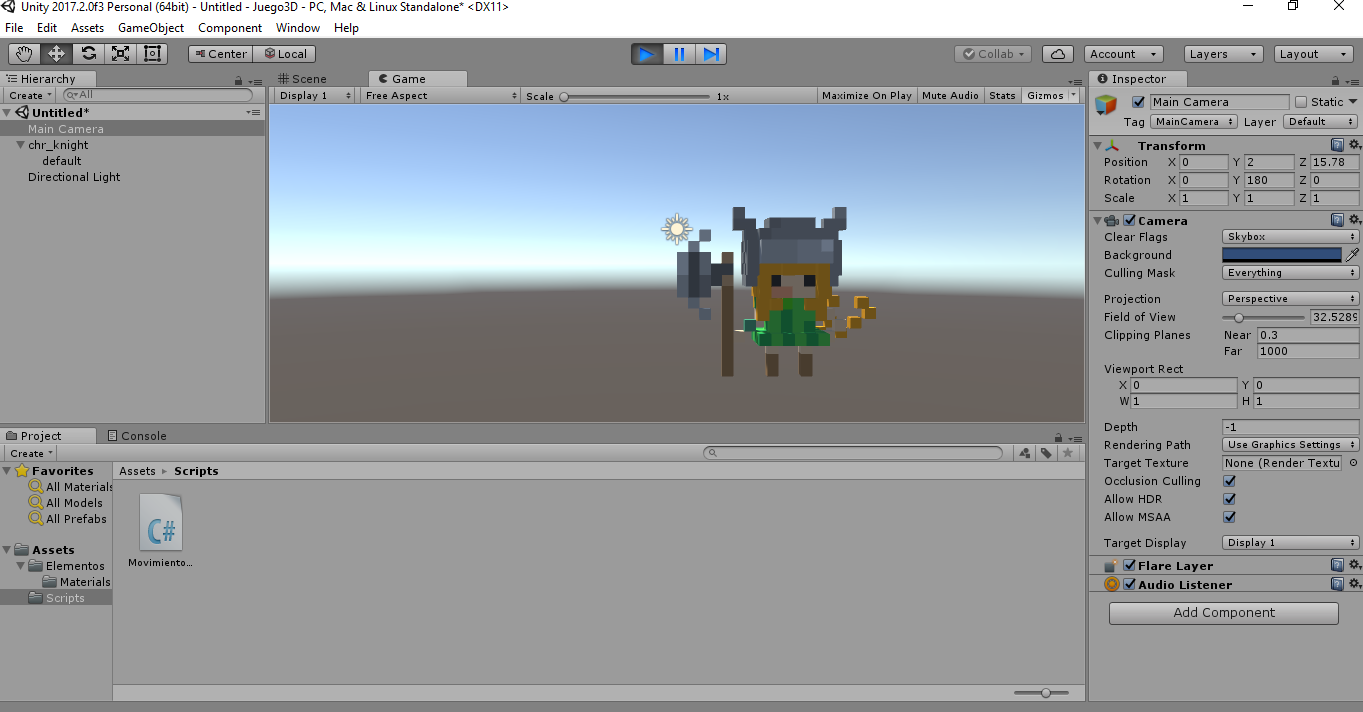 Unity 2017.2.0f3 Personal (64bit) - Untitled - Juego3D - PC, Mac & Linux Standalone* <DX11>
File Edit Assets GameObject Component Window Help
Center Local Collab Account Layers Layout
Hierarchy
Create All
Untitled*
Main Camera
chr_knight
default
Directional Light
Scene Game
Display 1 Free Aspect Scale 1x Maximize On Play Mute Audio Stats Gizmos
Inspector
Main Camera Static
Tag MainCamera Layer Default
Transform
Position X 0 Y 2 Z 15.78
Rotation X 0 Y 180 Z 0
Scale X 1 Y 1 Z 1
Camera
Clear Flags Skybox
Background
Culling Mask Everything
Projection Perspective
Field of View 32.5289
Clipping Planes Near 0.3
Far 1000
Viewport Rect
X 0 Y 0
W 1 H 1
Depth -1
Rendering Path Use Graphics Settings
Target Texture None (Render Textu
Occlusion Culling
Allow HDR
Allow MSAA
Target Display Display 1
Flare Layer
Audio Listener
Add Component
Project Console
Create
Favorites
All Materials
All Models
All Prefabs
Assets
Elementos
Materials
Scripts
Assets Scripts
C#
Movimiento...